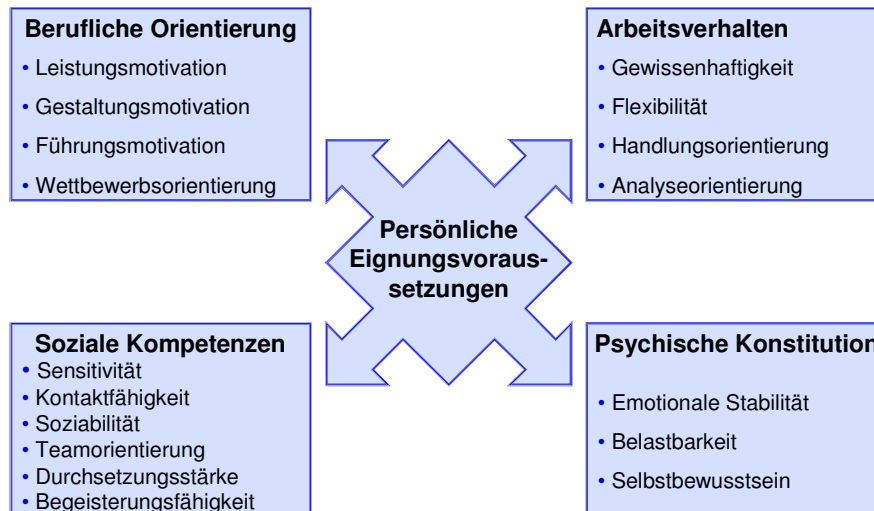 Berufliche Orientierung
• Leistungsmotivation
• Gestaltungsmotivation
• Führungsmotivation
• Wettbewerbsorientierung
Arbeitsverhalten
• Gewissenhaftigkeit
• Flexibilität
• Handlungsorientierung
• Analyseorientierung
Persönliche
Eignungsvoraus-
setzungen
Soziale Kompetenzen
• Sensitivität
• Kontaktfähigkeit
• Soziabilität
• Teamorientierung
• Durchsetzungsstärke
• Begeisterungsfähigkeit
Psychische Konstitution
• Emotionale Stabilität
• Belastbarkeit
• Selbstbewusstsein